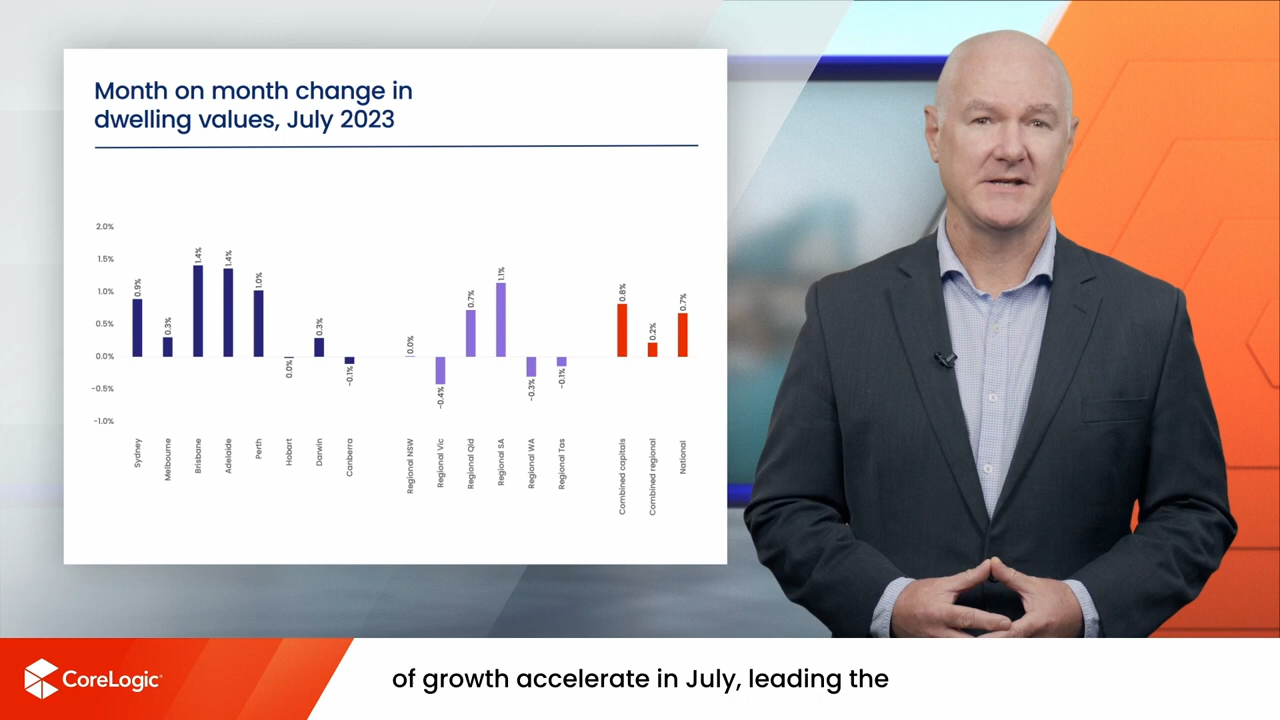 Month on month change in
dwelling values, July 2023
2.0%
1.5%
1.0%
0.5%
0.0%
-0.5%
-1.0%
0.9%
0.3%
1.4%
1.4%
1.0%
0.0%
0.3%
-0.1%
0.0%
-0.4%
0.7%
1.1%
-0.3%
-0.1%
0.8%
0.2%
0.7%
Sydney
Melbourne
Brisbane
Adelaide
Perth
Hobart
Darwin
Canberra
Regional NSW
Regional Vic
Regional Qld
Regional SA
Regional WA
Regional Tas
Combined capitals
Combined regional
National
CoreLogic
of growth accelerate in July, leading the